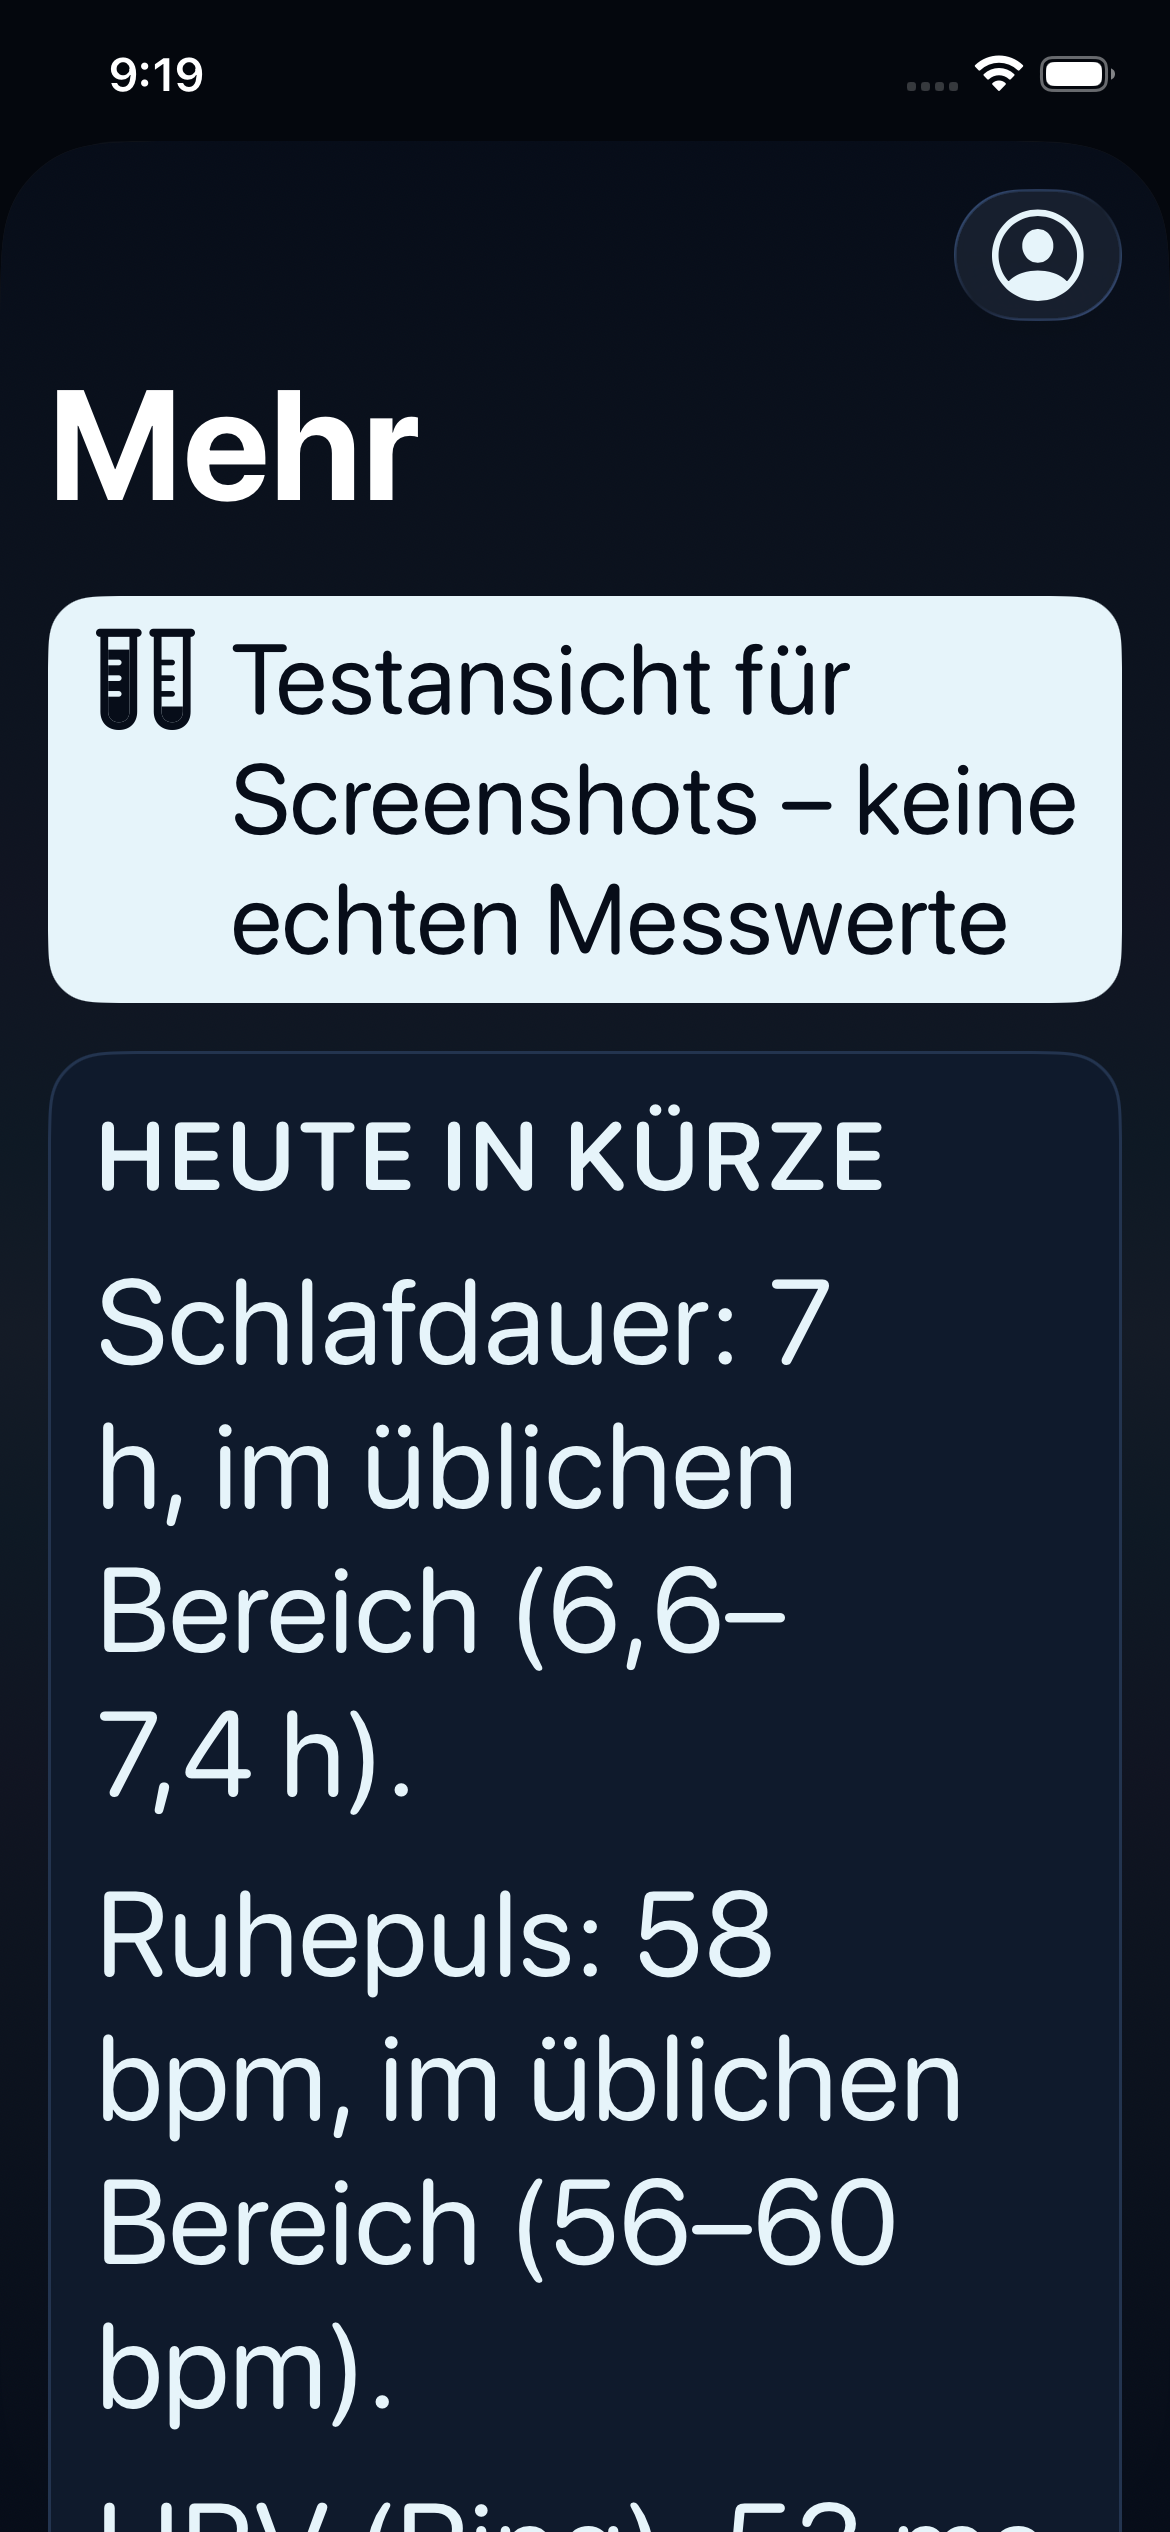 9:19
Mehr
Testansicht für
Screenshots – keine
echten Messwerte
HEUTE IN KÜRZE
Schlafdauer: 7
h, im üblichen
Bereich (6,6–
7,4 h).
Ruhepuls: 58
bpm, im üblichen
Bereich (56–60
bpm).